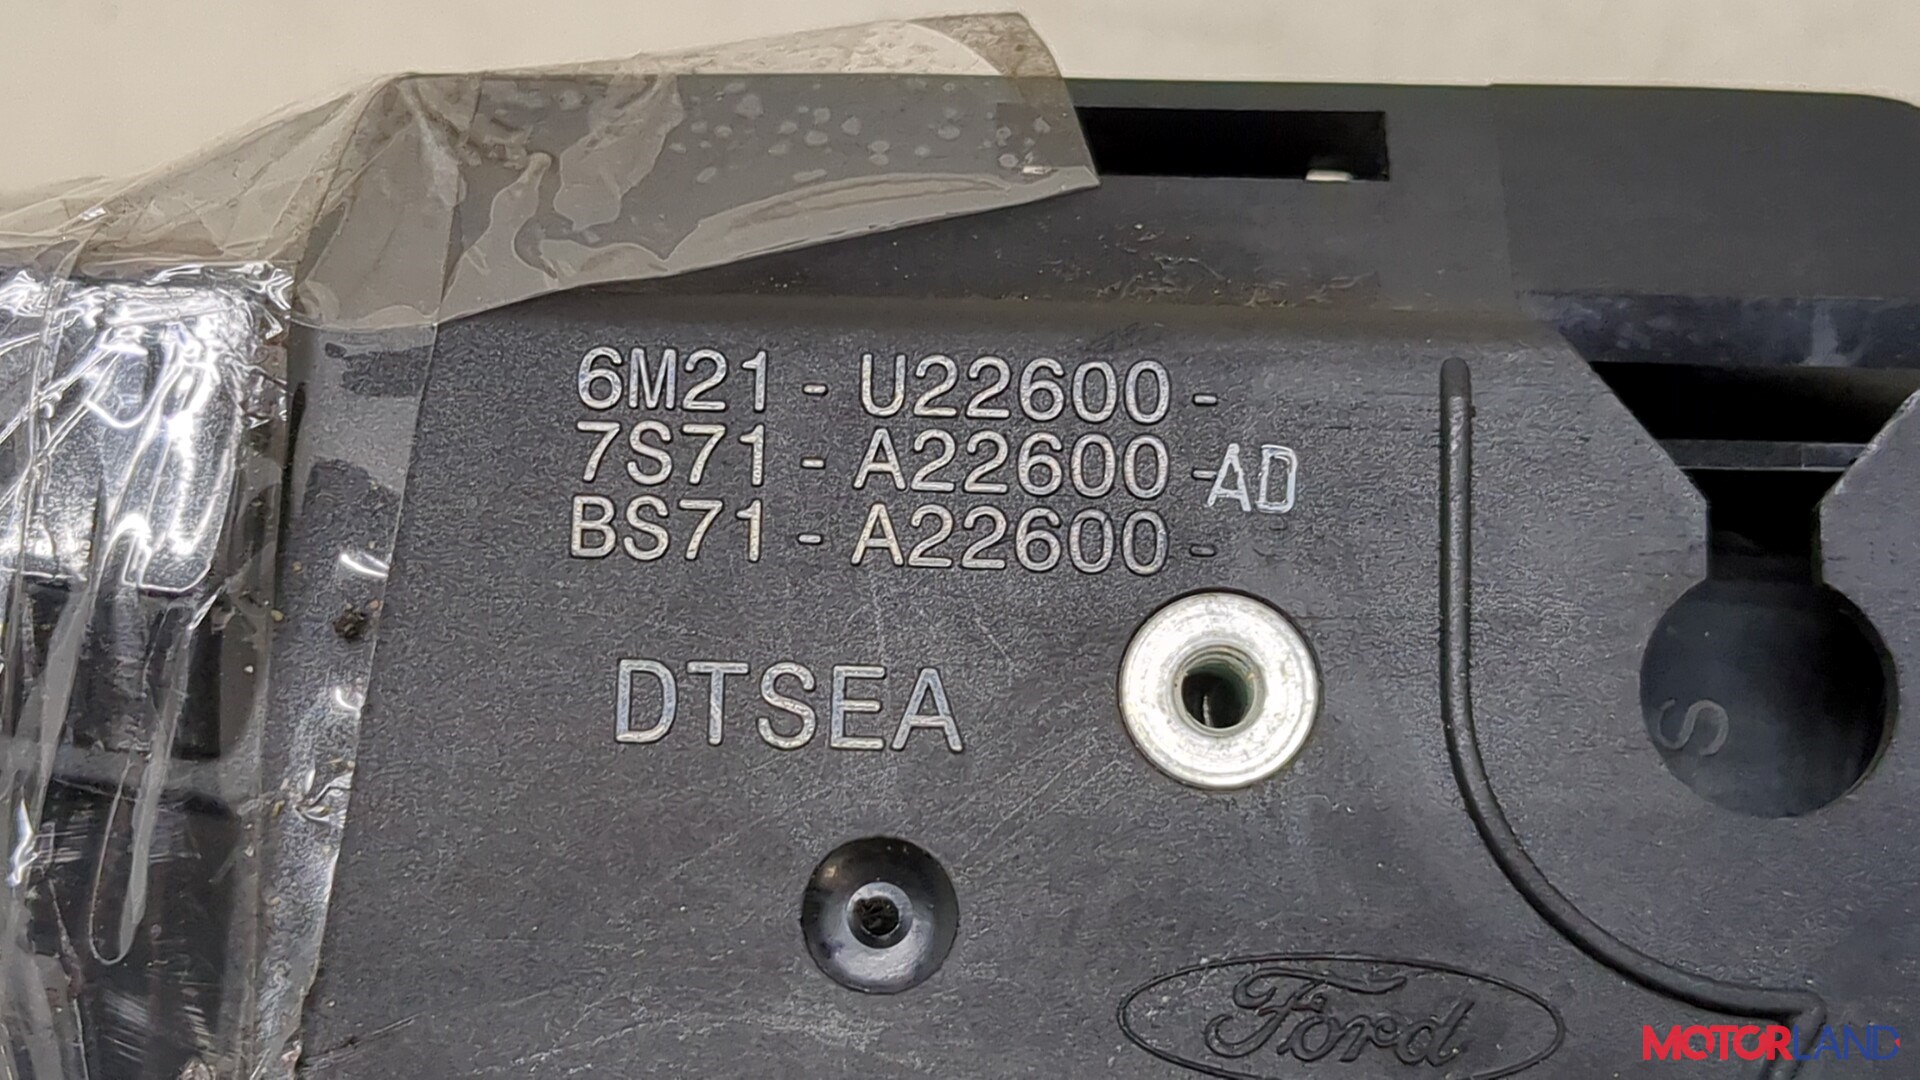 6M21 - U22600 -
7S71 - A22600 - AD
BS71 - A22600 -
DTSEA
S
Ford
MOTORLAND